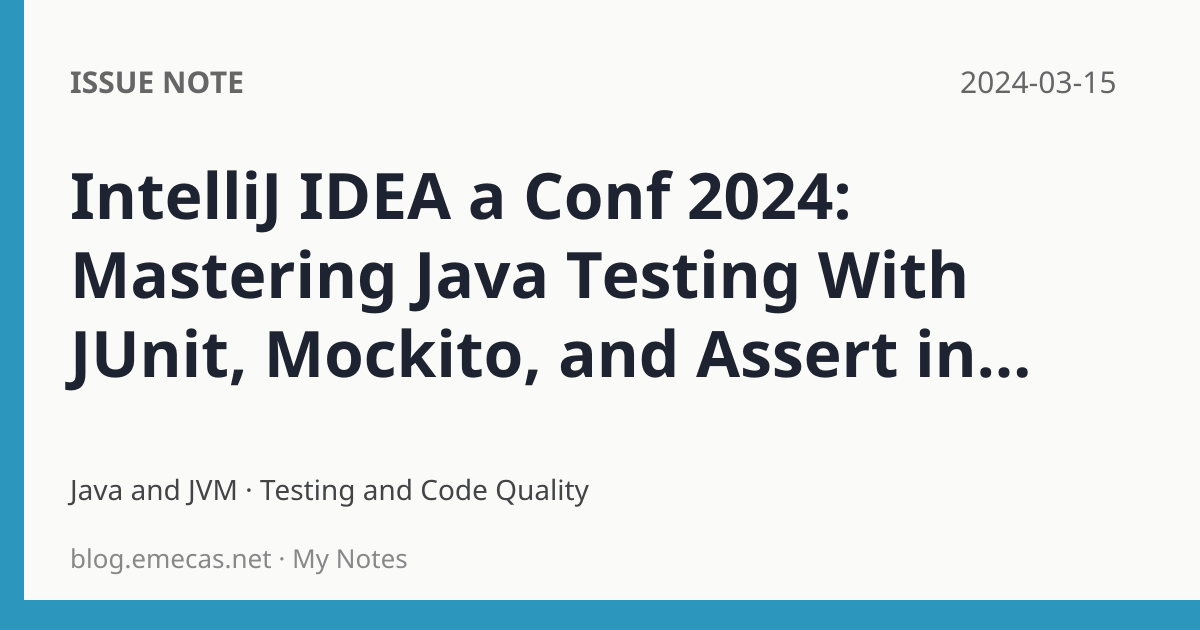 ISSUE NOTE
2024-03-15
IntelliJ IDEA a Conf 2024:
Mastering Java Testing With
JUnit, Mockito, and Assert in...
Java and JVM · Testing and Code Quality
blog.emecas.net · My Notes